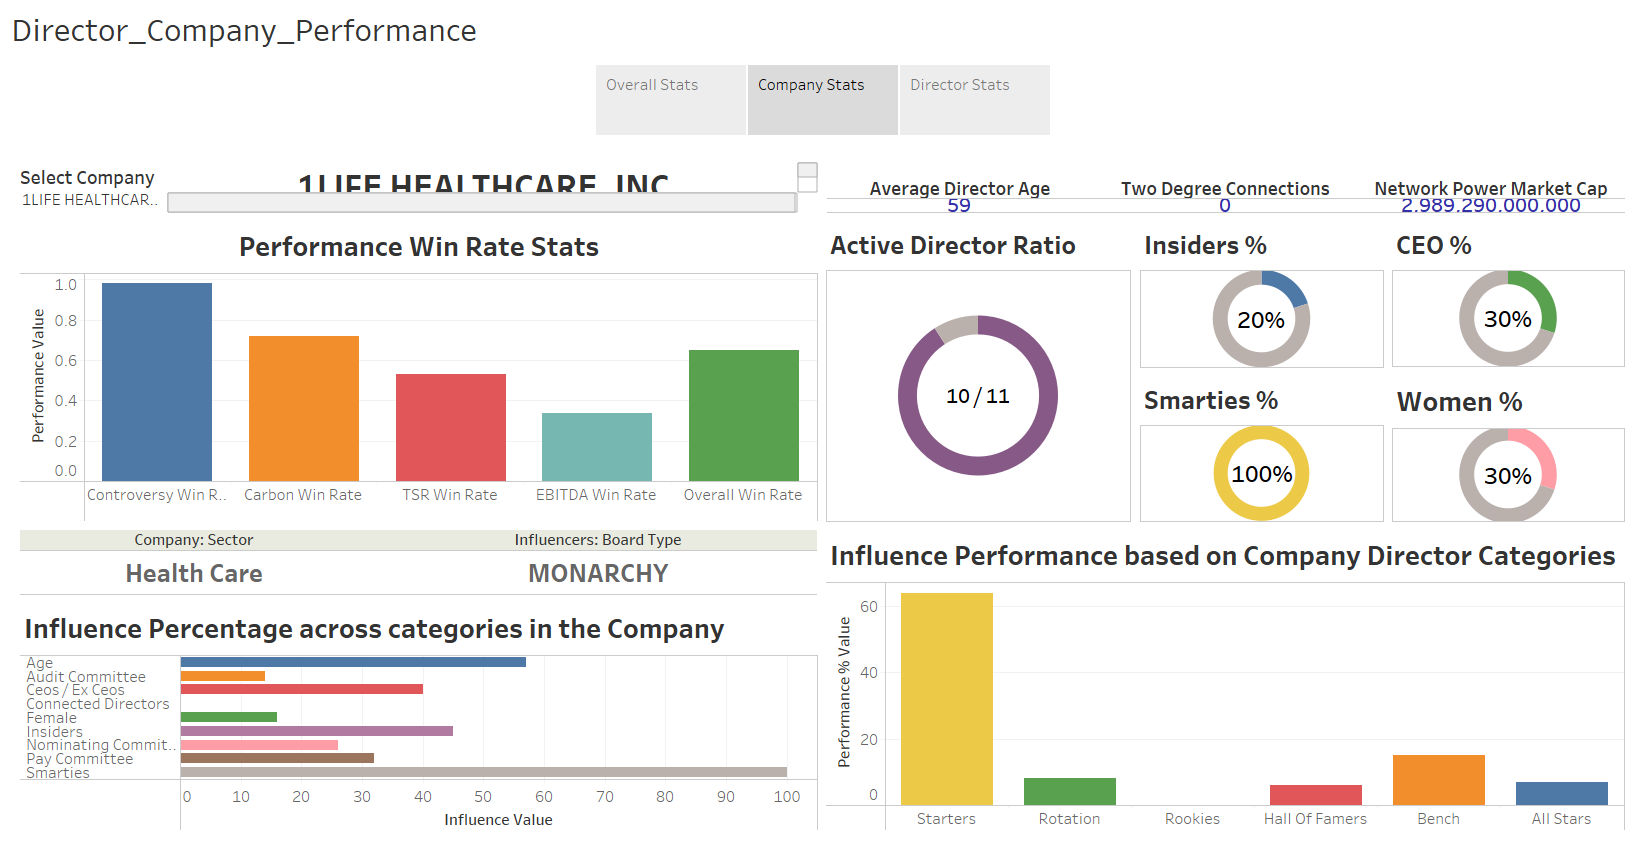 Director_Company_Performance
Overall Stats
Company Stats
Director Stats
Select Company
1LIFE HEALTHCAR..
1LIFE HEALTHCARE, INC
Average Director Age
Two Degree Connections
Network Power Market Cap
59
0
2,989,290,000,000
Performance Win Rate Stats
Performance Value
1.0
0.8
0.6
0.4
0.2
0.0
Controversy Win R..
Carbon Win Rate
TSR Win Rate
EBITDA Win Rate
Overall Win Rate
Active Director Ratio
10 / 11
Insiders %
20%
CEO %
30%
Smarties %
100%
Women %
30%
Company: Sector
Influencers: Board Type
Health Care
MONARCHY
Influence Percentage across categories in the Company
Age
Audit Committee
Ceos / Ex Ceos
Connected Directors
Female
Insiders
Nominating Commit..
Pay Committee
Smarties
0
10
20
30
40
50
60
70
80
90
100
Influence Value
Influence Performance based on Company Director Categories
Performance % Value
60
40
20
0
Starters
Rotation
Rookies
Hall Of Famers
Bench
All Stars